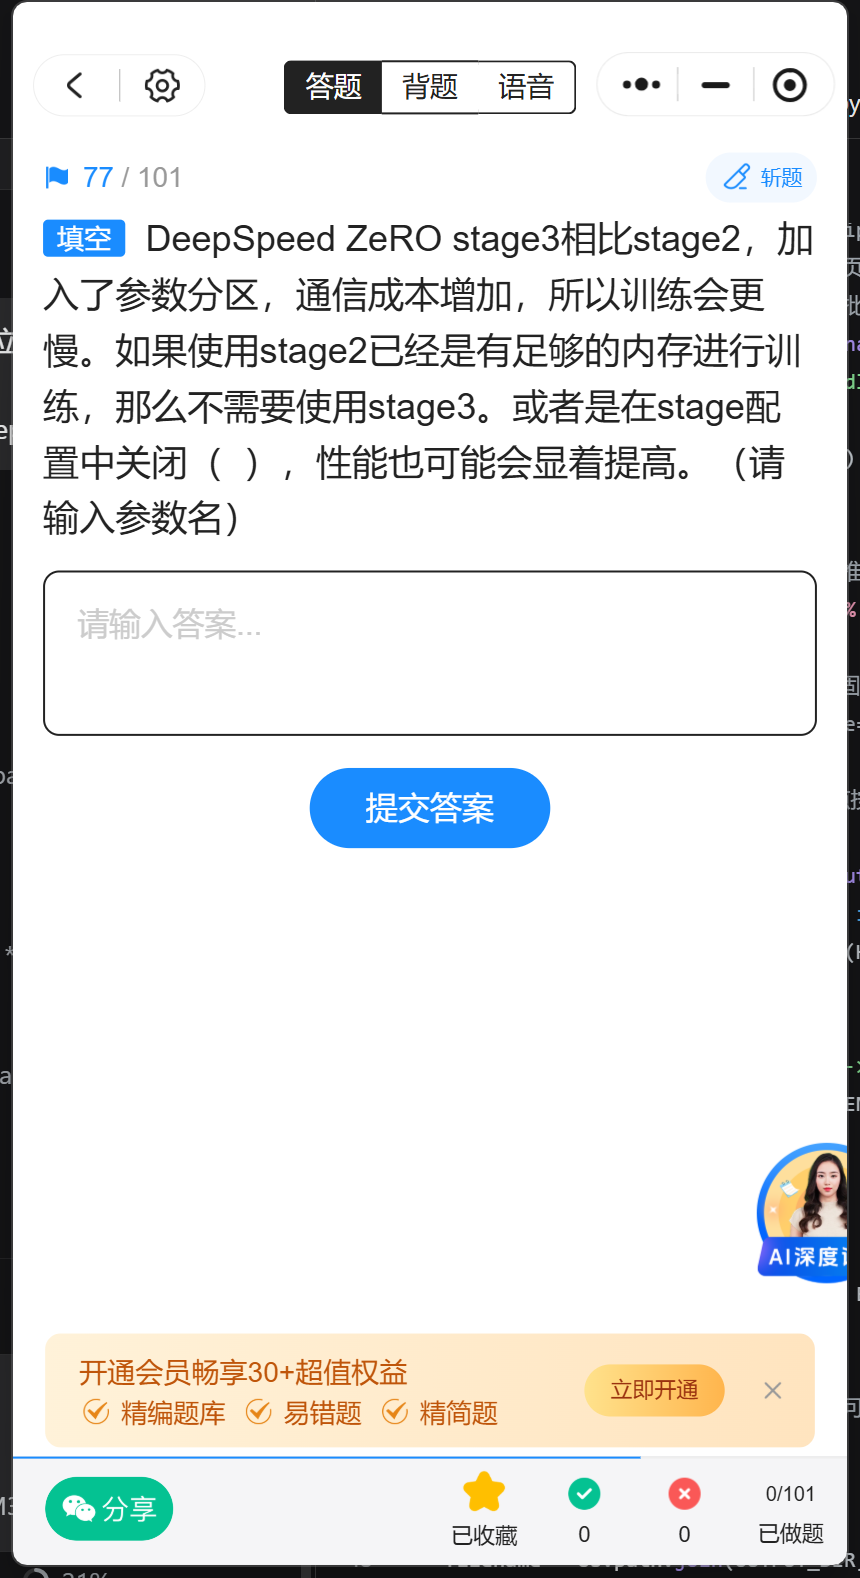 答题 背题 语音
77 / 101
斩题
填空 DeepSpeed ZeRO stage3相比stage2，加
入了参数分区，通信成本增加，所以训练会更
慢。如果使用stage2已经是有足够的内存进行训
练，那么不需要使用stage3。或者是在stage配
置中关闭（ ），性能也可能会显着提高。（请
输入参数名）
请输入答案...
提交答案
AI深度
开通会员畅享30+超值权益
立即开通
精编题库 易错题 精简题
分享
已收藏
0
0
0/101
已做题